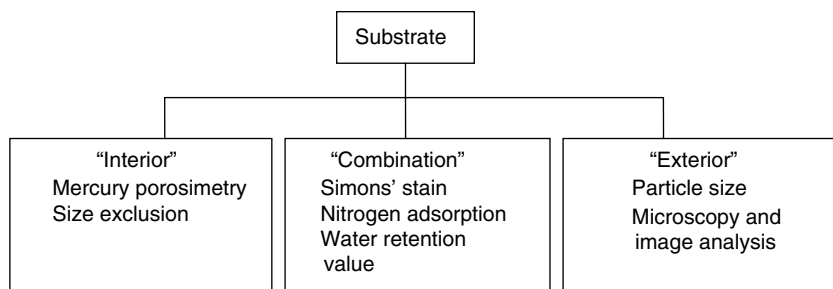 Substrate
“Interior”
Mercury porosimetry
Size exclusion
“Combination”
Simons’ stain
Nitrogen adsorption
Water retention
value
“Exterior”
Particle size
Microscopy and
image analysis